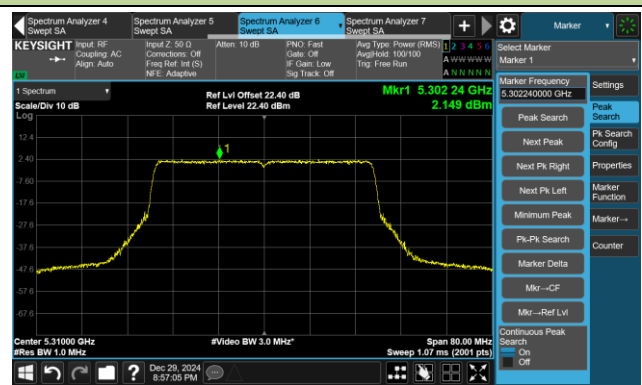 Spectrum Analyzer 4
Swept SA
Spectrum Analyzer 5
Swept SA
Spectrum Analyzer 6
Swept SA
Spectrum Analyzer 7
Swept SA
+
Marker
KEYSIGHT
Input: RF
Coupling: AC
Align: Auto
Input Z: 50 Ω
Corrections: Off
Freq Ref: Int (S)
NFE: Adaptive
Atten: 10 dB
PNO: Fast
Gate: Off
IF Gain: Low
Sig Track: Off
Avg Type: Power (RMS)
Avg|Hold: 100/100
Trig: Free Run
1 2 3 4 5 6
A W W W W W
A N N N N N
LW
Select Marker
Marker 1
1 Spectrum
Scale/Div 10 dB
Ref Lvl Offset 22.40 dB
Ref Level 22.40 dBm
Mkr1 5.302 24 GHz
2.149 dBm
Log
12.4
2.40
-7.60
-17.6
-27.6
-37.6
-47.6
-57.6
-67.6
1
Center 5.31000 GHz
#Res BW 1.0 MHz
#Video BW 3.0 MHz*
Span 80.00 MHz
Sweep 1.07 ms (2001 pts)
Marker Frequency
5.302240000 GHz
Peak Search
Next Peak
Next Pk Right
Next Pk Left
Minimum Peak
Pk-Pk Search
Marker Delta
Mkr→CF
Mkr→Ref Lvl
Continuous Peak
Search
On
Off
Settings
Peak
Search
Pk Search
Config
Properties
Marker
Function
Marker→
Counter
?
Dec 29, 2024
8:57:05 PM